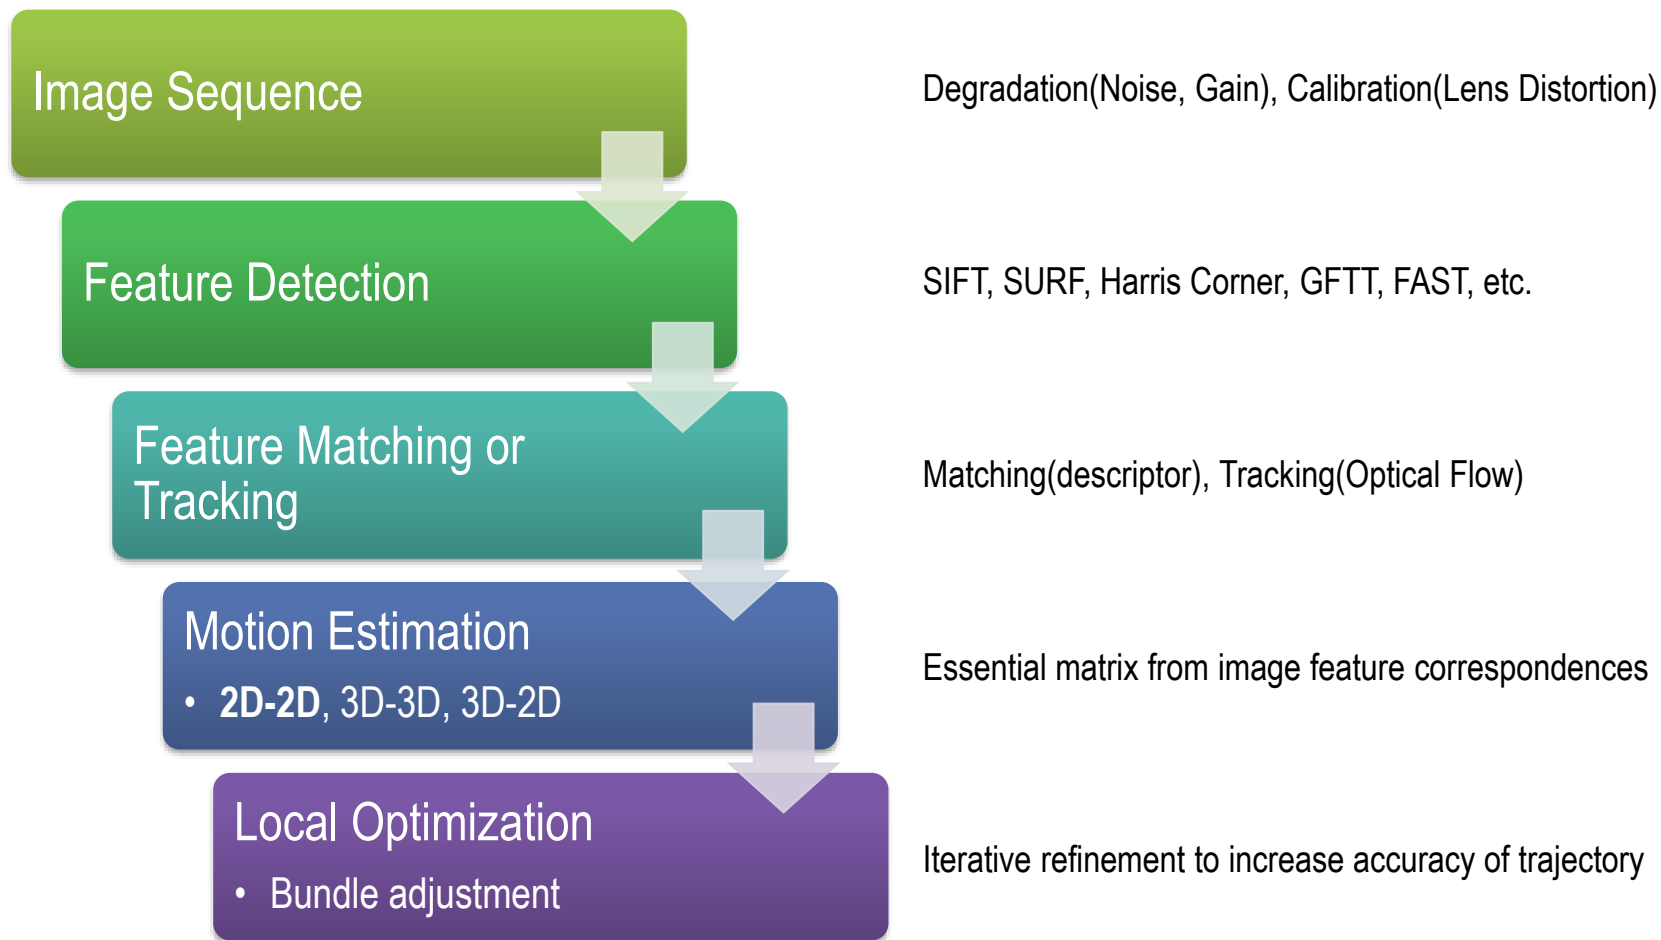 Image Sequence
Degradation(Noise, Gain), Calibration(Lens Distortion)
Feature Detection
SIFT, SURF, Harris Corner, GFTT, FAST, etc.
Feature Matching or
Tracking
Matching(descriptor), Tracking(Optical Flow)
Motion Estimation
• 2D-2D, 3D-3D, 3D-2D
Essential matrix from image feature correspondences
Local Optimization
• Bundle adjustment
Iterative refinement to increase accuracy of trajectory